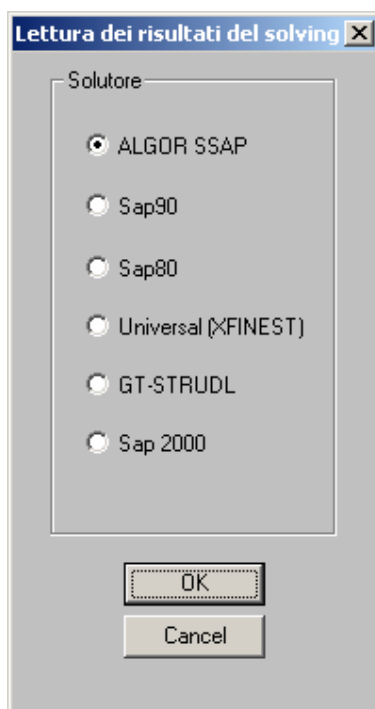 Lettura dei risultati del solving
Solutore
ALGOR SSAP
Sap90
Sap80
Universal (XFINEST)
GT-STRUDL
Sap 2000
OK
Cancel